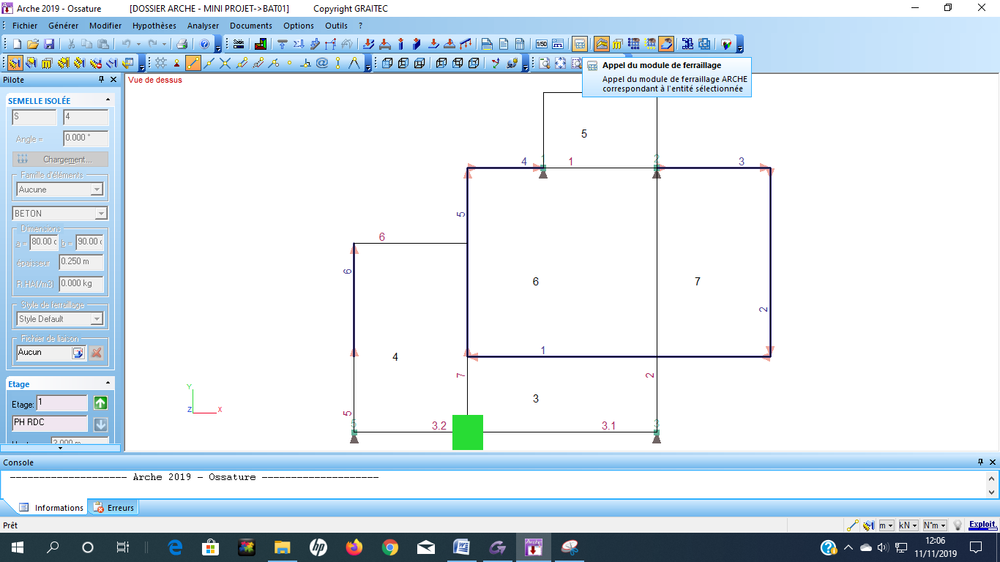 Arche 2019 - Ossature [DOSSIER ARCHE - MINI PROJET->BAT01] Copyright GRAITEC
Fichier Générer Modifier Hypothèses Analyser Documents Options Outils ?
1/50
Pilote
Vue de dessus
Appel du module de ferraillage
Appel du module de ferraillage ARCHE
correspondant à l'entité sélectionnée
SEMELLE ISOLÉE
S 4
Angle = 0.000 °
Chargement...
Famille d'éléments
Aucune
BETON
Dimensions
a = 80.00 c b = 90.00 c
épaisseur 0.250 m
R.HA(/m3) 0.000 kg
Style de ferraillage
Style Default
Fichier de liaison
Aucun
Etage
Etage: 1
PH RDC
5
4 1 1 2 3
5
6
6
6 7
2
1
4
7 2
3
5
5 3.2 3.1 3
Y
Z X
Console
-------------------- Arche 2019 - Ossature --------------------
Informations Erreurs
Prêt m kN N*m Exploit.
12:06
11/11/2019